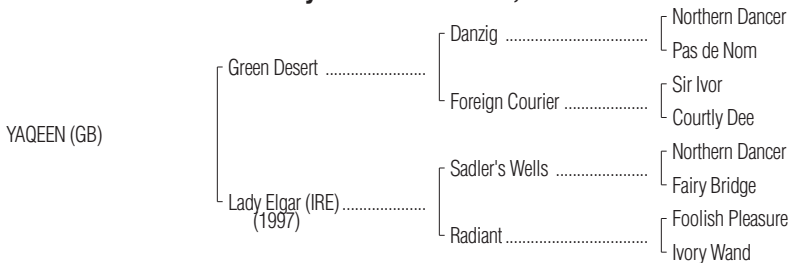 Northern Dancer
Danzig ......................................
Pas de Nom
Green Desert .........................
Sir Ivor
Foreign Courier ......................
Courtly Dee
YAQEEN (GB)
Northern Dancer
Sadler's Wells ........................
Fairy Bridge
Lady Elgar (IRE) .....................
(1997)
Foolish Pleasure
Radiant ......................................
Ivory Wand